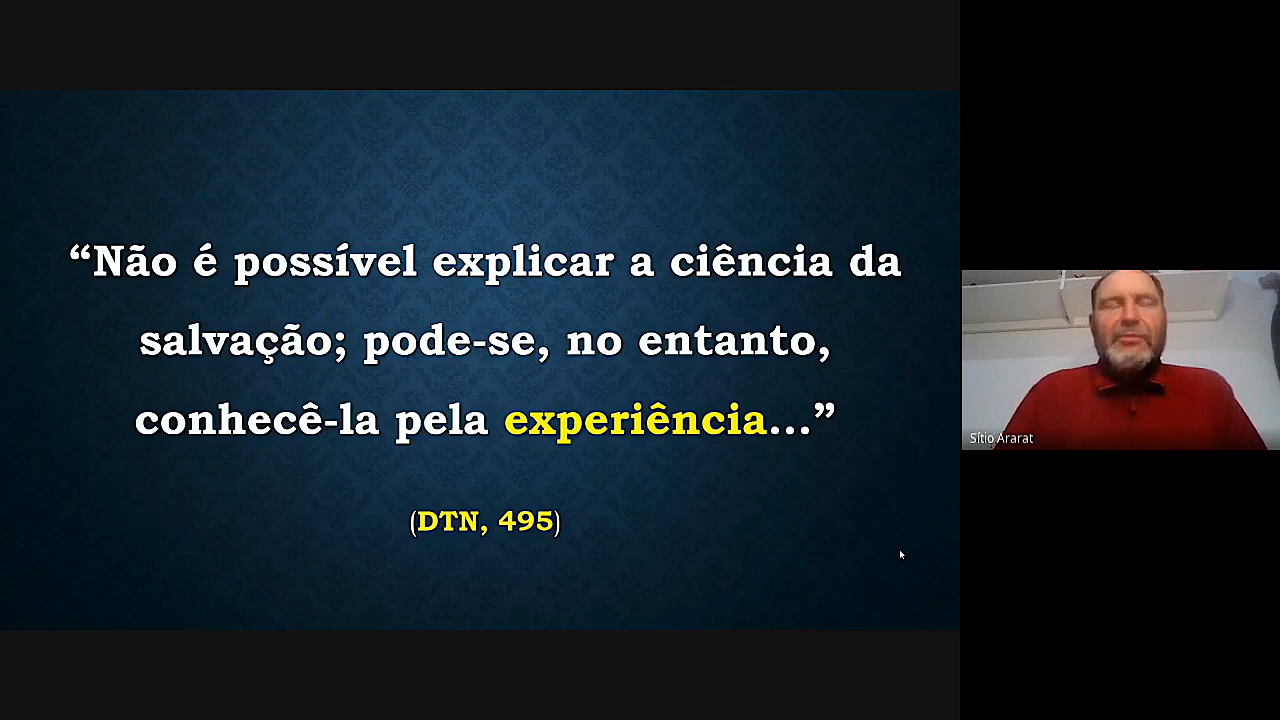 “Não é possível explicar a ciência da
salvação; pode-se, no entanto,
conhecê-la pela experiência...”
(DTN, 495)
Sítio Ararat